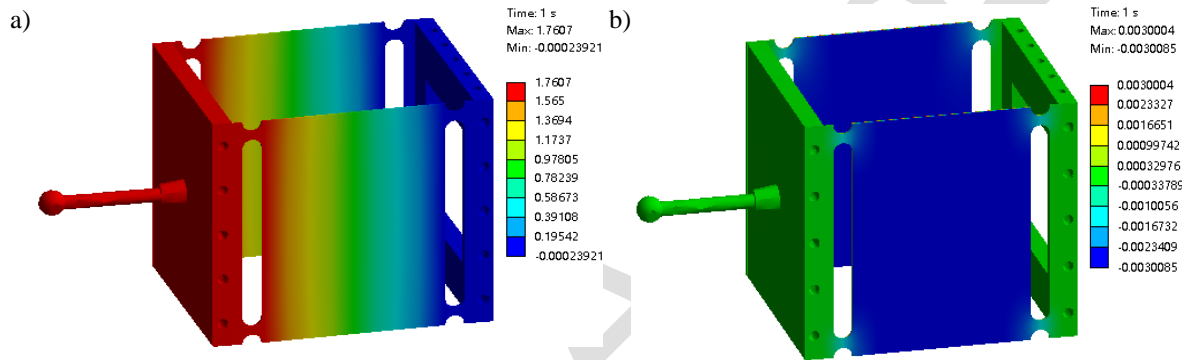 a)
Time: 1 s
Max: 1.7607
Min: -0.00023921
1.7607
1.565
1.3694
1.1737
0.97805
0.78239
0.58673
0.39108
0.19542
-0.00023921
b)
Time: 1 s
Max: 0.0030004
Min: -0.0030085
0.0030004
0.0023327
0.0016651
0.00099742
0.00032976
-0.00033789
-0.0010056
-0.0016732
-0.0023409
-0.0030085